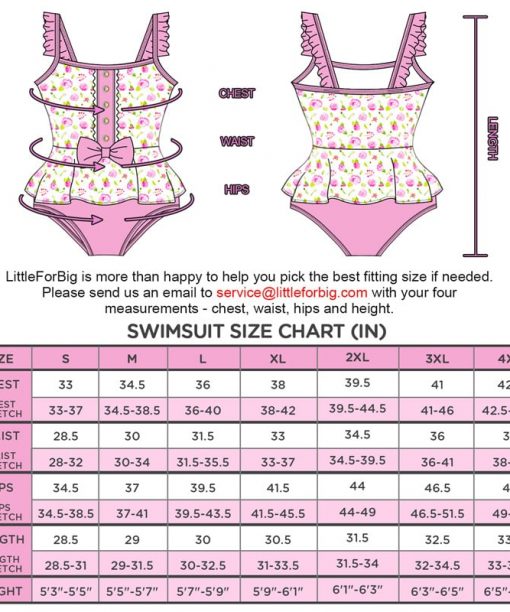 CHEST
WAIST
HIPS
LENGTH
LittleForBig is more than happy to help you pick the best fitting size if needed.
Please send us an email to service@littleforbig.com with your four
measurements - chest, waist, hips and height.
SWIMSUIT SIZE CHART (IN)
ZE S M L XL 2XL 3XL 4X
EST 33 34.5 36 38 39.5 41 42
EST
ETCH 33-37 34.5-38.5 36-40 38-42 39.5-44.5 41-46 42.5-
IST 28.5 30 31.5 33 34.5 36 3
IST
ETCH 28-32 30-34 31.5-35.5 33-37 34.5-39.5 36-41 38-
PS 34.5 37 39.5 41.5 44 46.5 4
PS
ETCH 34.5-38.5 37-41 39.5-43.5 41.5-45.5 44-49 46.5-51.5 49-
GTH 28.5 29 30 30.5 31.5 32.5 33
GTH
ETCH 28.5-31 29-31.5 30-32.5 30.5-33 31.5-34 32-34.5 33-3
IGHT 5'3"-5'5" 5'5"-5'7" 5'7"-5'9" 5'9"-6'1" 6'1"-6'3" 6'3"-6'5" 6'5"-